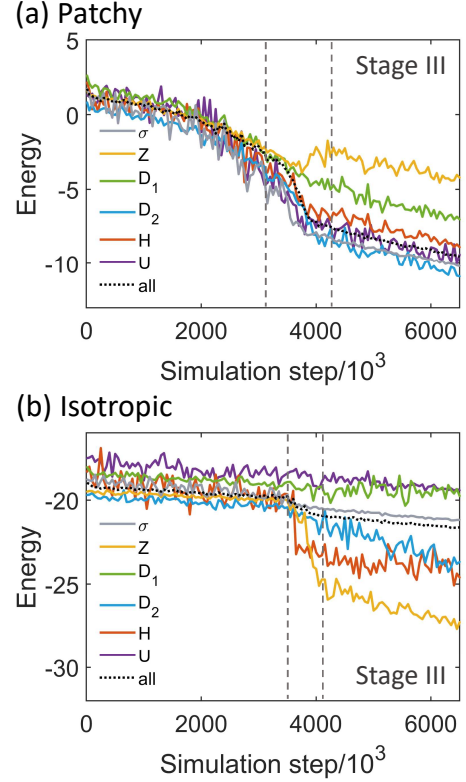 (a) Patchy
5
0
-5
-10
Energy
Stage III
σ
Z
D₁
D₂
H
U
all
0
2000
4000
6000
Simulation step/10³
(b) Isotropic
-20
-25
-30
Energy
σ
Z
D₁
D₂
H
U
all
Stage III
0
2000
4000
6000
Simulation step/10³